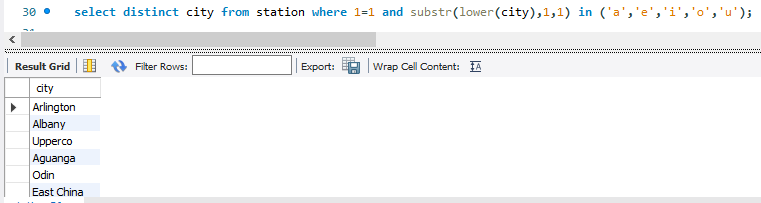 30 select distinct city from station where 1=1 and substr(lower(city),1,1) in ('a','e','i','o','u');
Result Grid Filter Rows: Export: Wrap Cell Content:
city
Arlington
Albany
Upperco
Aguanga
Odin
East China